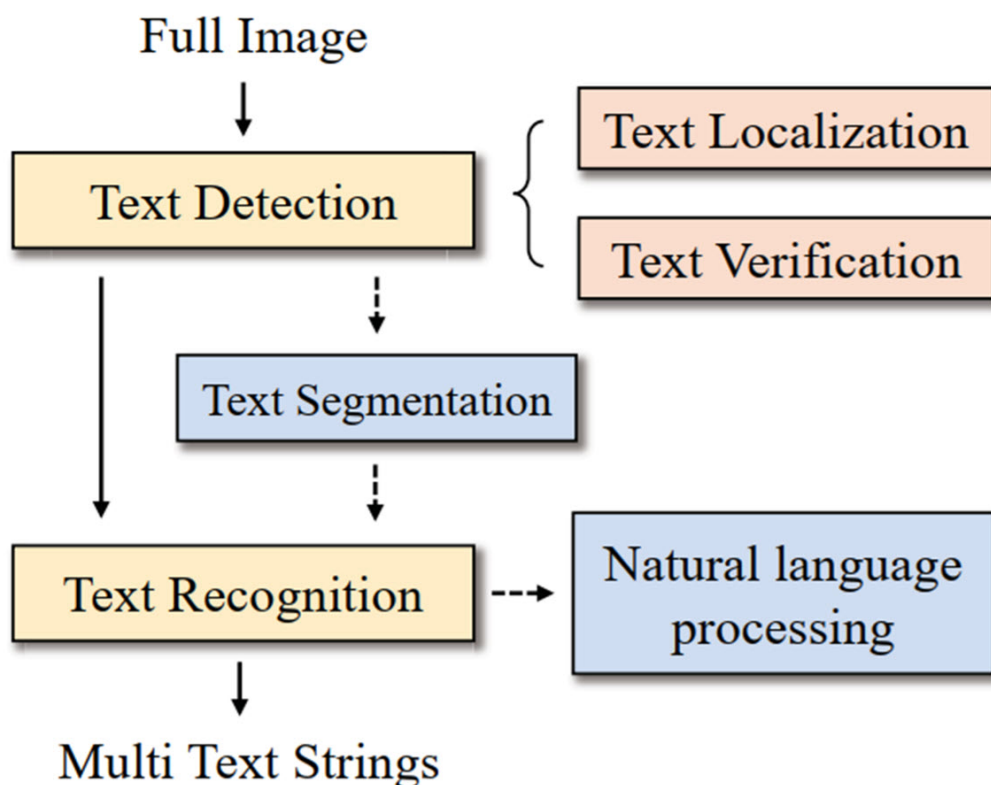 Full Image
Text Localization
Text Detection
Text Verification
Text Segmentation
Natural language
processing
Text Recognition
Multi Text Strings